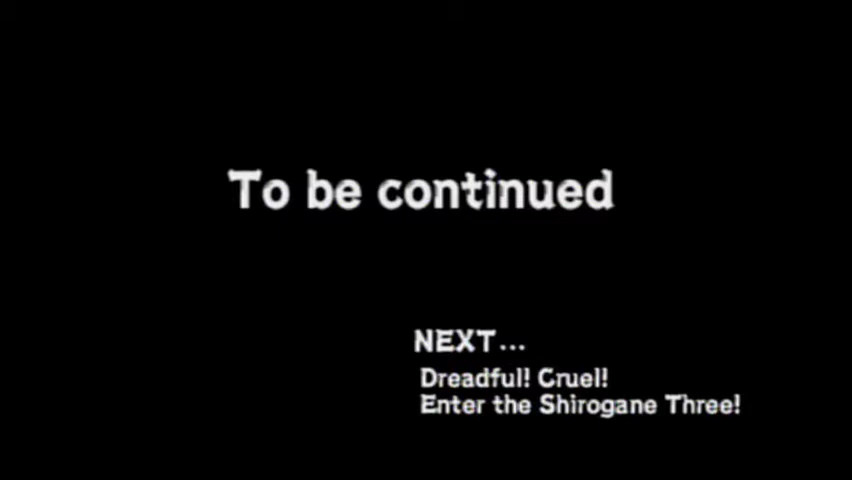 To be continued
NEXT...
Dreadful! Cruel!
Enter the Shirogane Three!